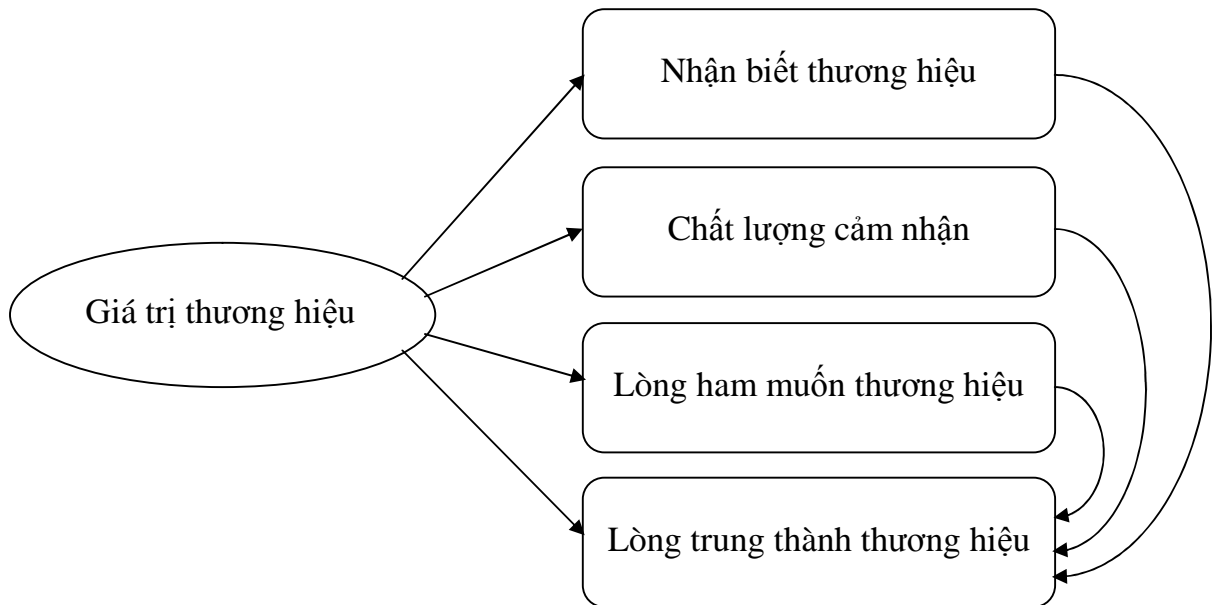 Nhận biết thương hiệu
Chất lượng cảm nhận
Giá trị thương hiệu
Lòng ham muốn thương hiệu
Lòng trung thành thương hiệu